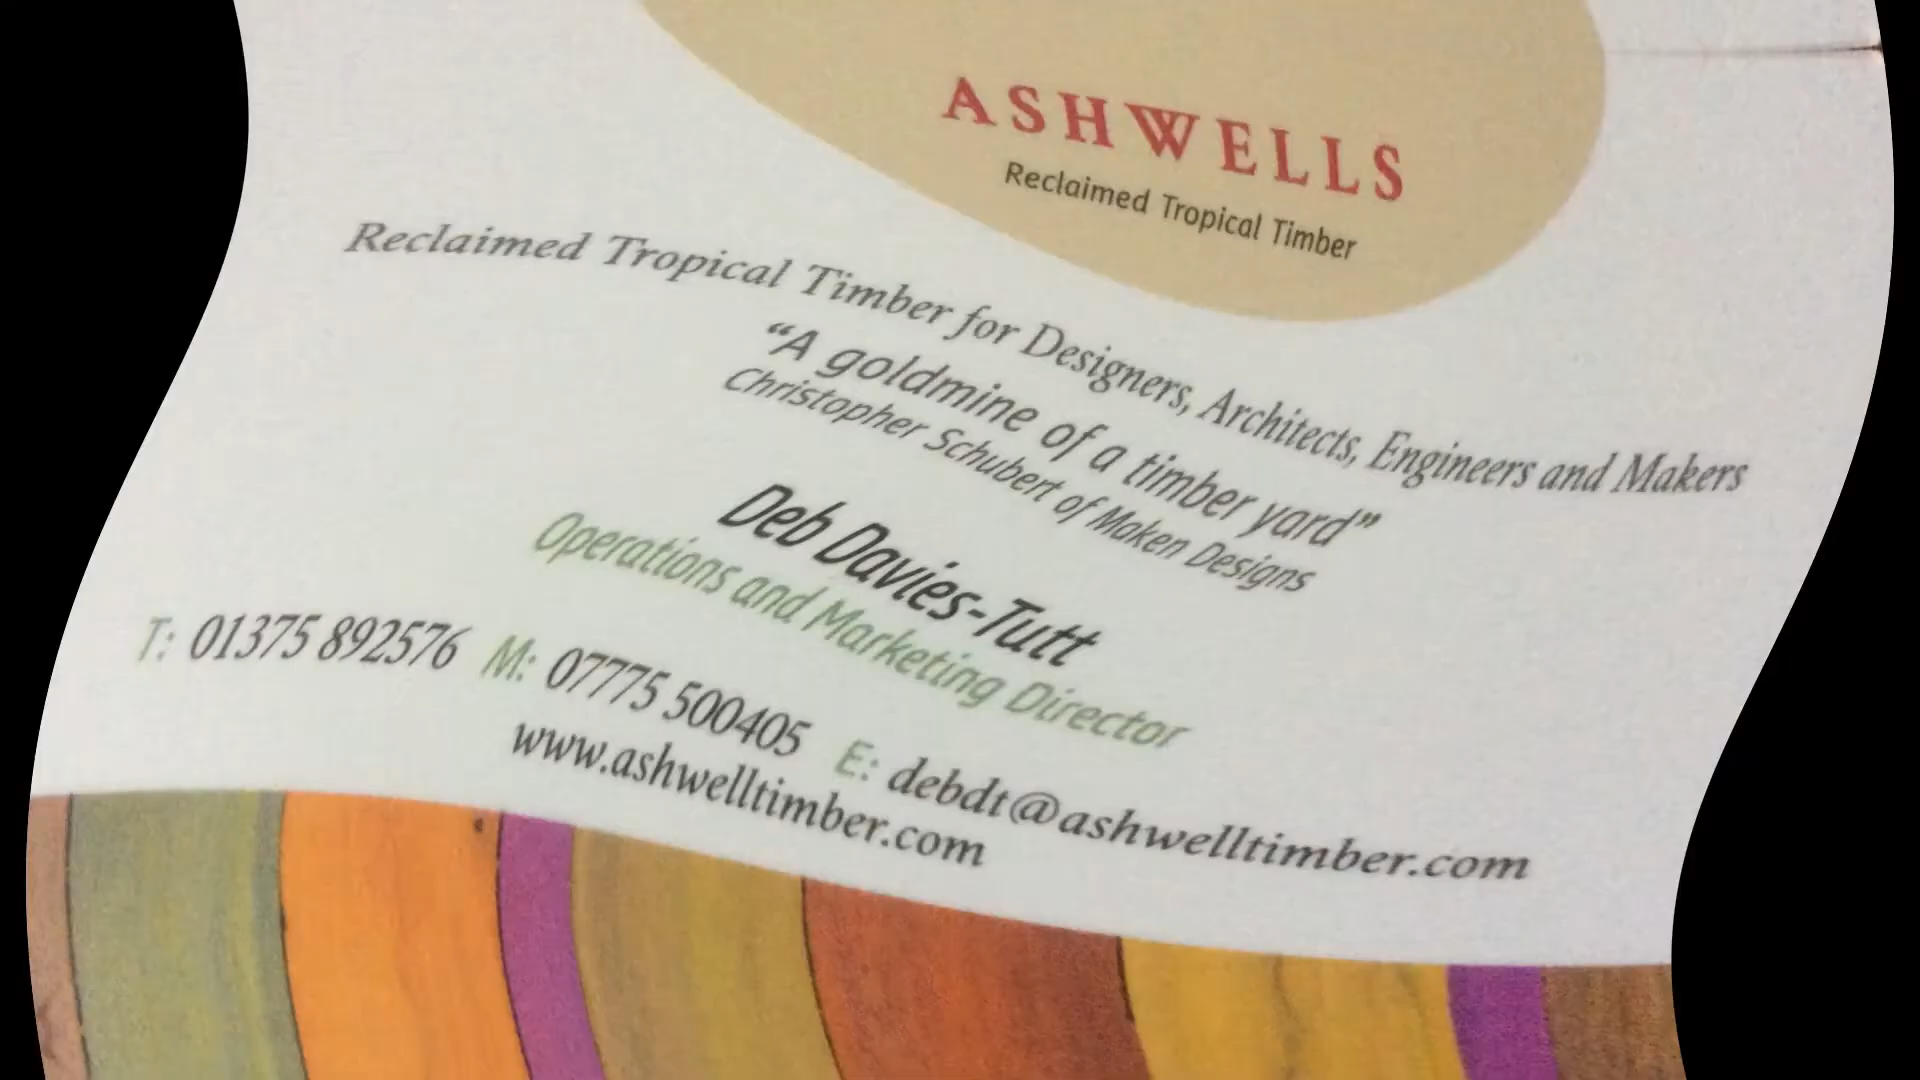 ASHWELLS
Reclaimed Tropical Timber
Reclaimed Tropical Timber for Designers, Architects, Engineers and Makers
“A goldmine of a timber yard”
Christopher Schubert of Maken Designs
Deb Davies-Tutt
Operations and Marketing Director
T: 01375 892576 M: 07775 500405 E: debdt@ashwelltimber.com
www.ashwelltimber.com